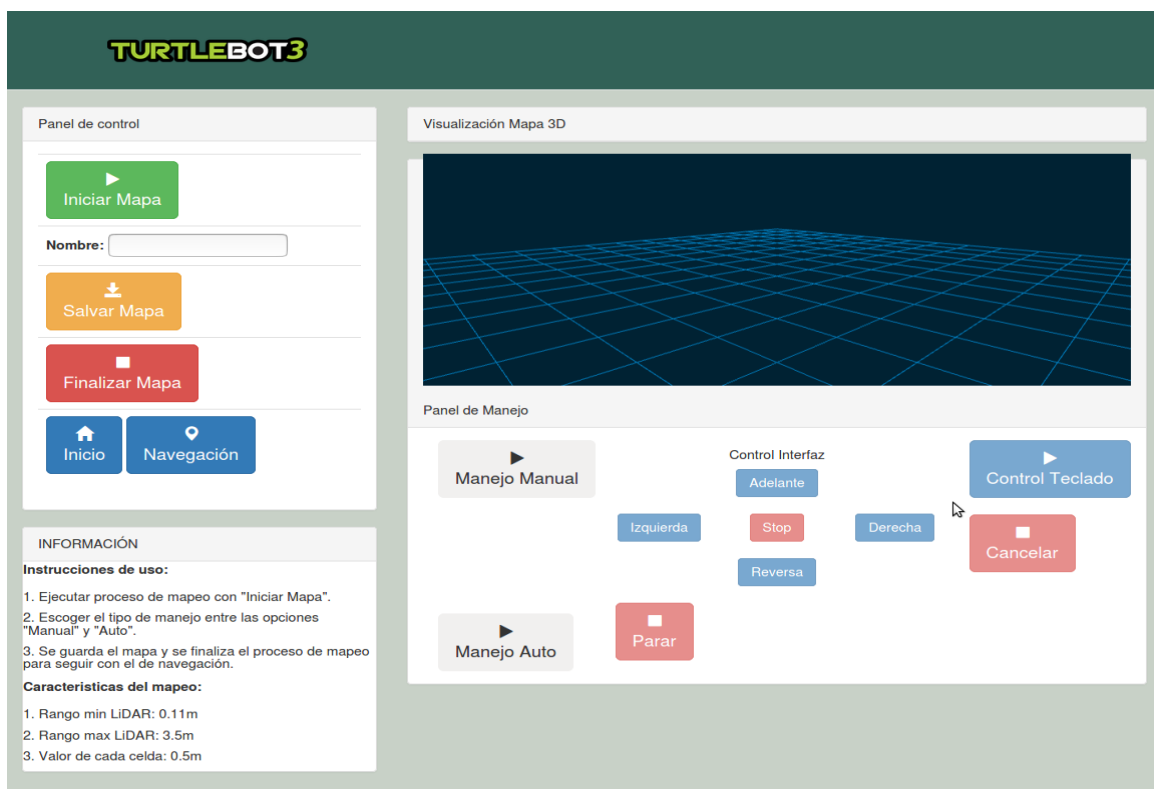 TURTLEBOT3
Panel de control
Iniciar Mapa
Nombre:
Salvar Mapa
Finalizar Mapa
Inicio
Navegación
INFORMACIÓN
Instrucciones de uso:
1. Ejecutar proceso de mapeo con "Iniciar Mapa".
2. Escoger el tipo de manejo entre las opciones
"Manual" y "Auto".
3. Se guarda el mapa y se finaliza el proceso de mapeo
para seguir con el de navegación.
Caracteristicas del mapeo:
1. Rango min LiDAR: 0.11m
2. Rango max LiDAR: 3.5m
3. Valor de cada celda: 0.5m
Visualización Mapa 3D
Panel de Manejo
Manejo Manual
Control Interfaz
Adelante
Izquierda
Stop
Derecha
Reversa
Control Teclado
Cancelar
Manejo Auto
Parar